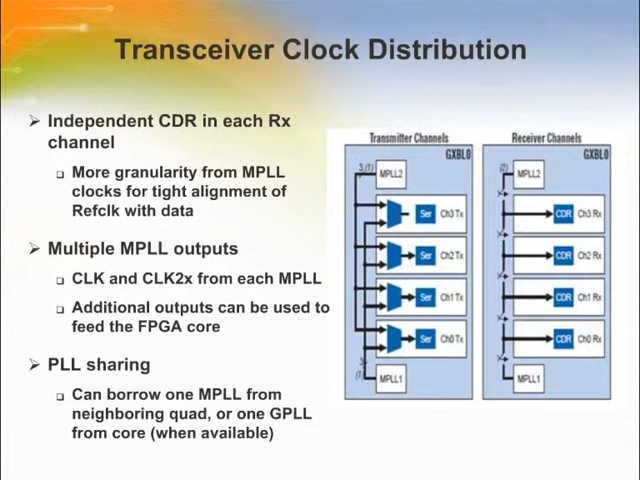 Transceiver Clock Distribution
Independent CDR in each Rx
channel
More granularity from MPLL
clocks for tight alignment of
Refclk with data
Multiple MPLL outputs
CLK and CLK2x from each MPLL
Additional outputs can be used to
feed the FPGA core
PLL sharing
Can borrow one MPLL from
neighboring quad, or one GPLL
from core (when available)
Transmitter Channels
GXBL0
3,(1)
MPLL2
Ser Ch3 Tx
Ser Ch2 Tx
Ser Ch1 Tx
Ser Ch0 Tx
(1)
MPLL1
Receiver Channels
GXBL0
(2)
MPLL2
CDR Ch3 Rx
CDR Ch2 Rx
CDR Ch1 Rx
CDR Ch0 Rx
MPLL1